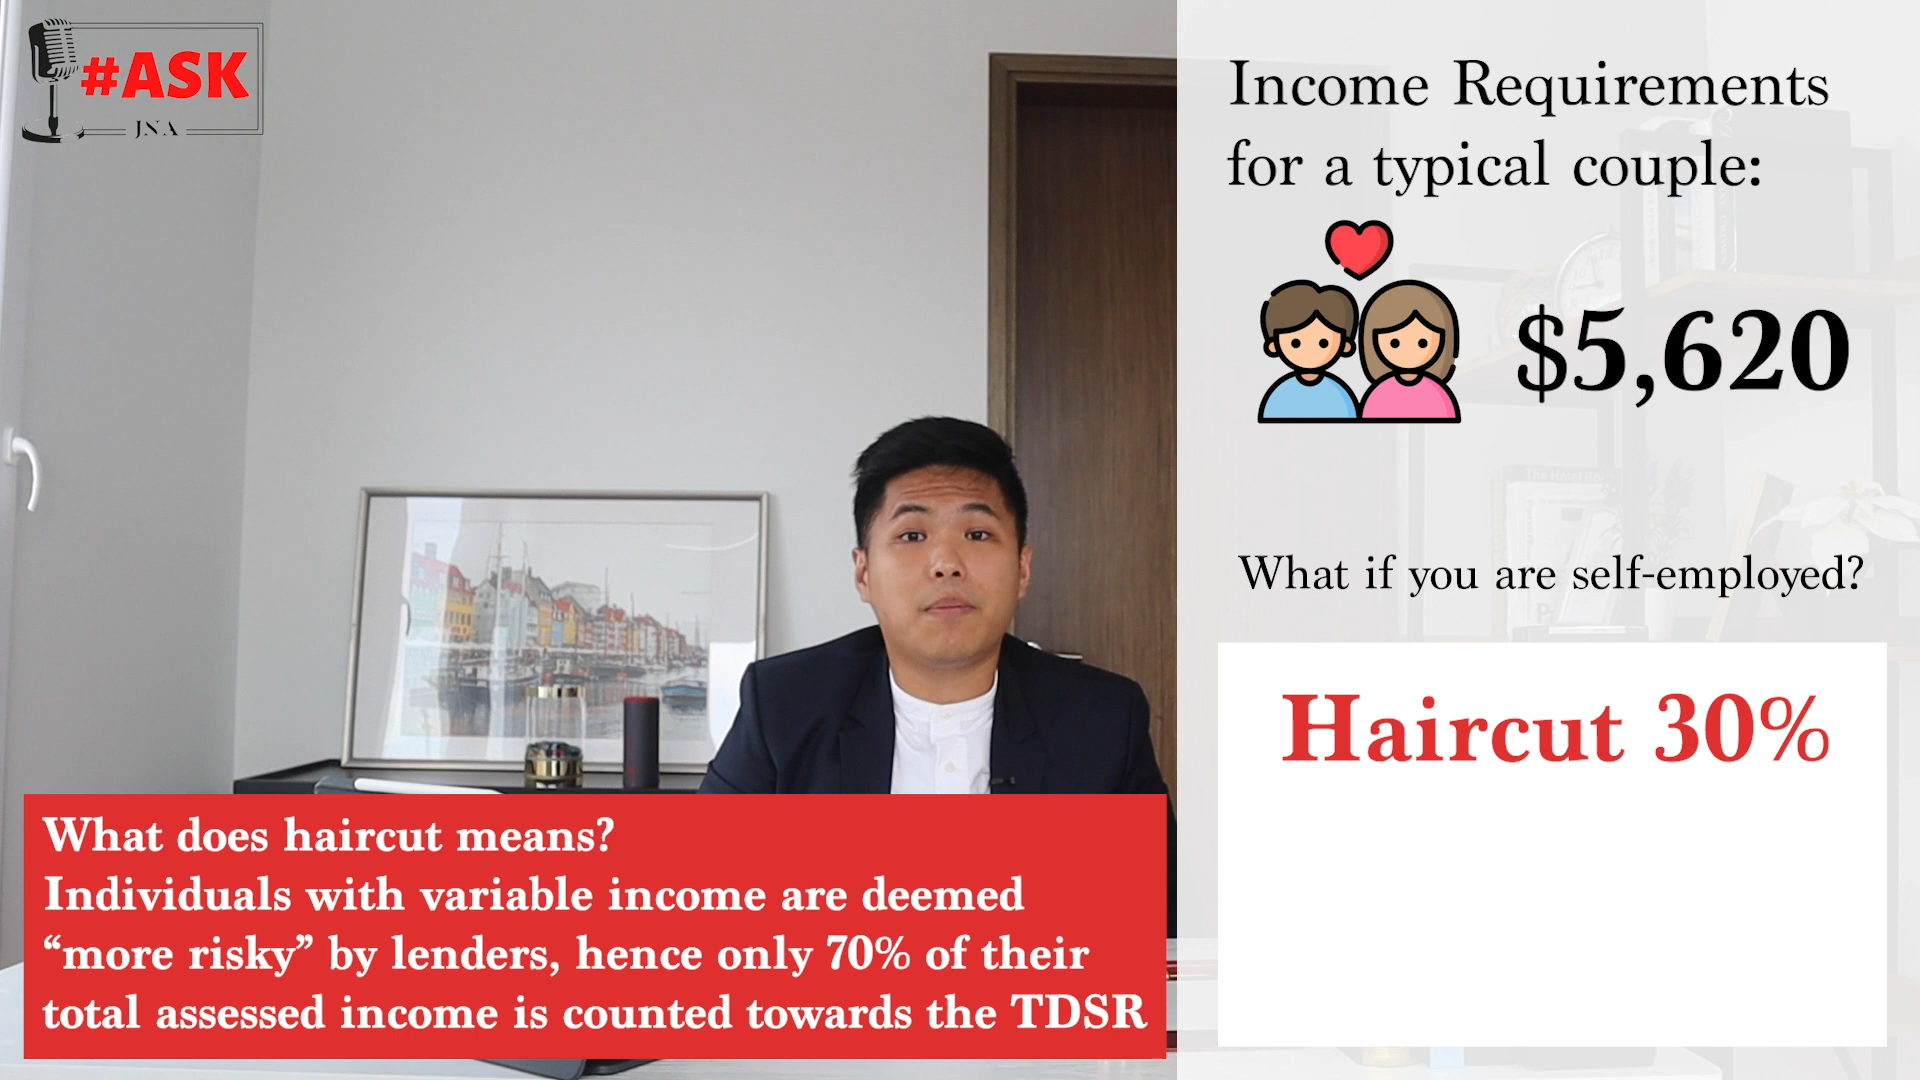 #ASK
JNA
Income Requirements
for a typical couple:
$5,620
What if you are self-employed?
Haircut 30%
What does haircut means?
Individuals with variable income are deemed
“more risky” by lenders, hence only 70% of their
total assessed income is counted towards the TDSR